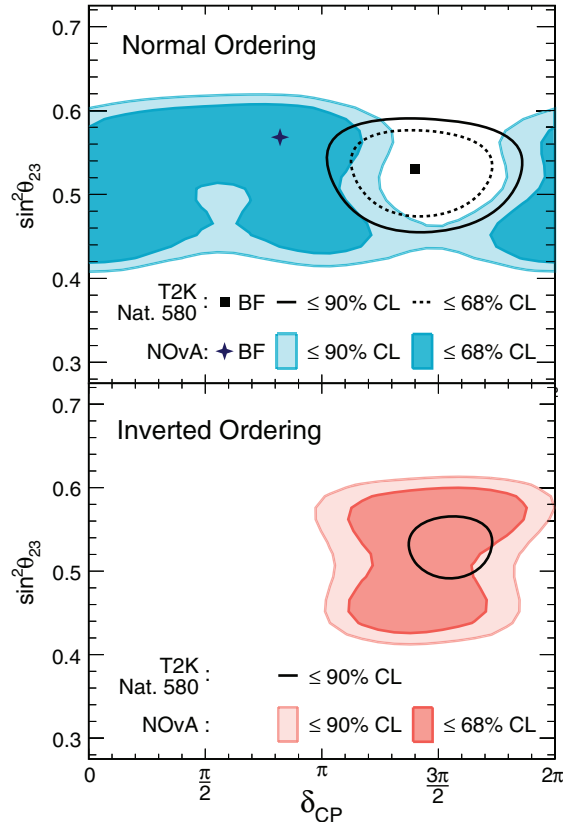 Normal Ordering
0.7
0.6
0.5
0.4
0.3
sin²θ₂₃
T2K Nat. 580 : BF ≤ 90% CL ≤ 68% CL
NOvA: BF ≤ 90% CL ≤ 68% CL
Inverted Ordering
0.7
0.6
0.5
0.4
0.3
sin²θ₂₃
T2K Nat. 580 : ≤ 90% CL
NOvA : ≤ 90% CL ≤ 68% CL
0 π/2 π 3π/2 2π
δCP